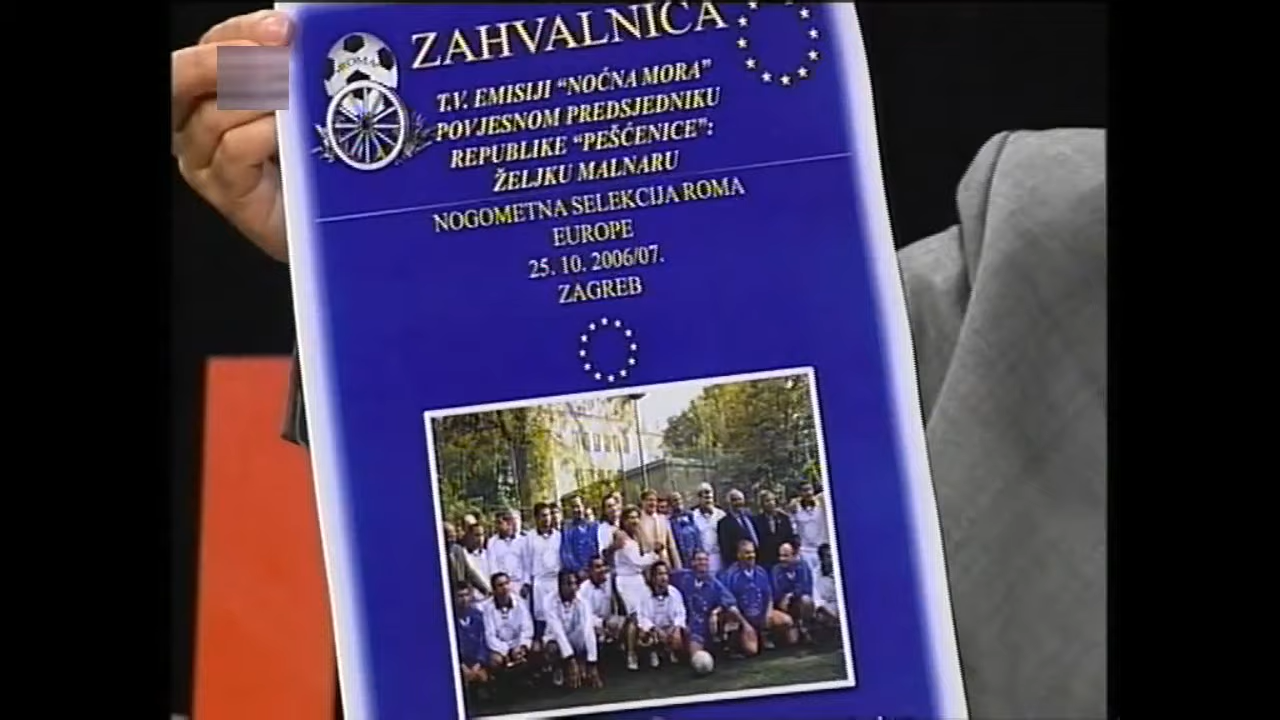 ZAHVALNICA
ROMA
T.V. EMISIJI “NOĆNA MORA”
POVJESNOM PREDSJEDNIKU
REPUBLIKE “PEŠĆENICE”:
ŽELJKU MALNARU
NOGOMETNA SELEKCIJA ROMA
EUROPE
25. 10. 2006/07.
ZAGREB